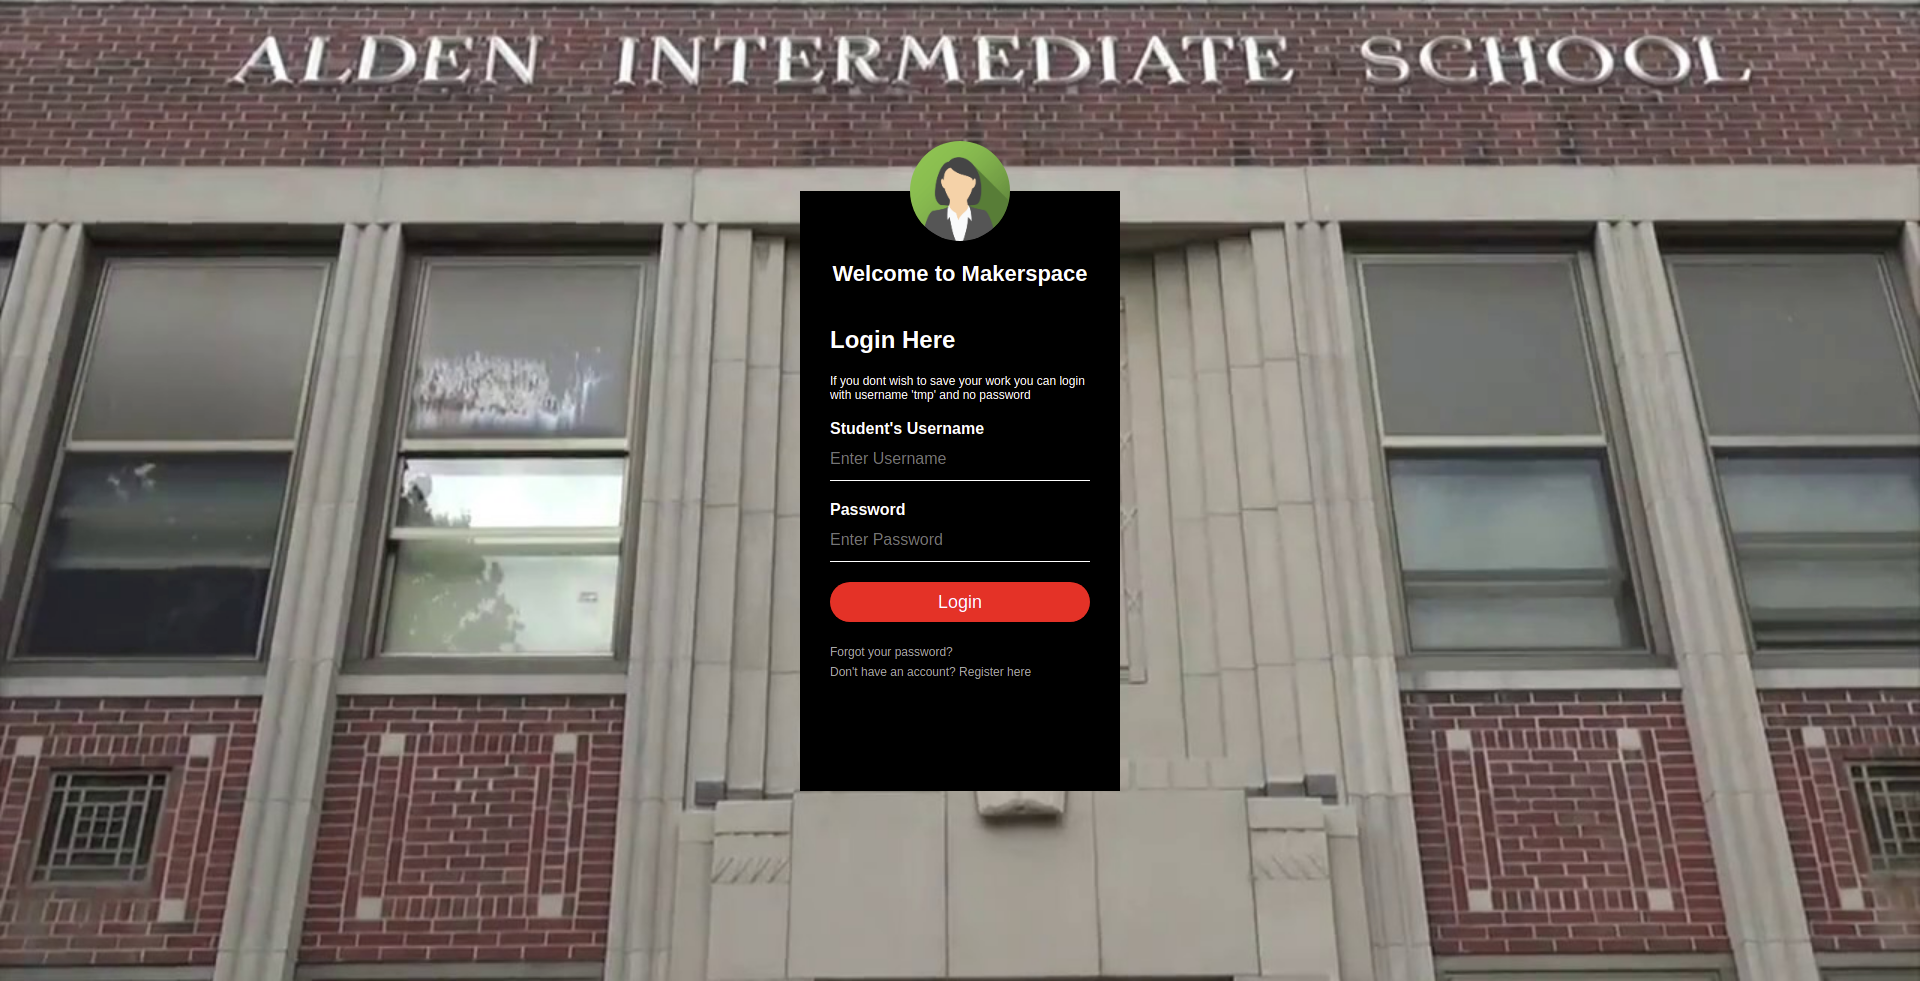 ALDEN INTERMEDIATE SCHOOL
Welcome to Makerspace
Login Here
If you dont wish to save your work you can login
with username 'tmp' and no password
Student's Username
Enter Username
Password
Enter Password
Login
Forgot your password?
Don't have an account? Register here